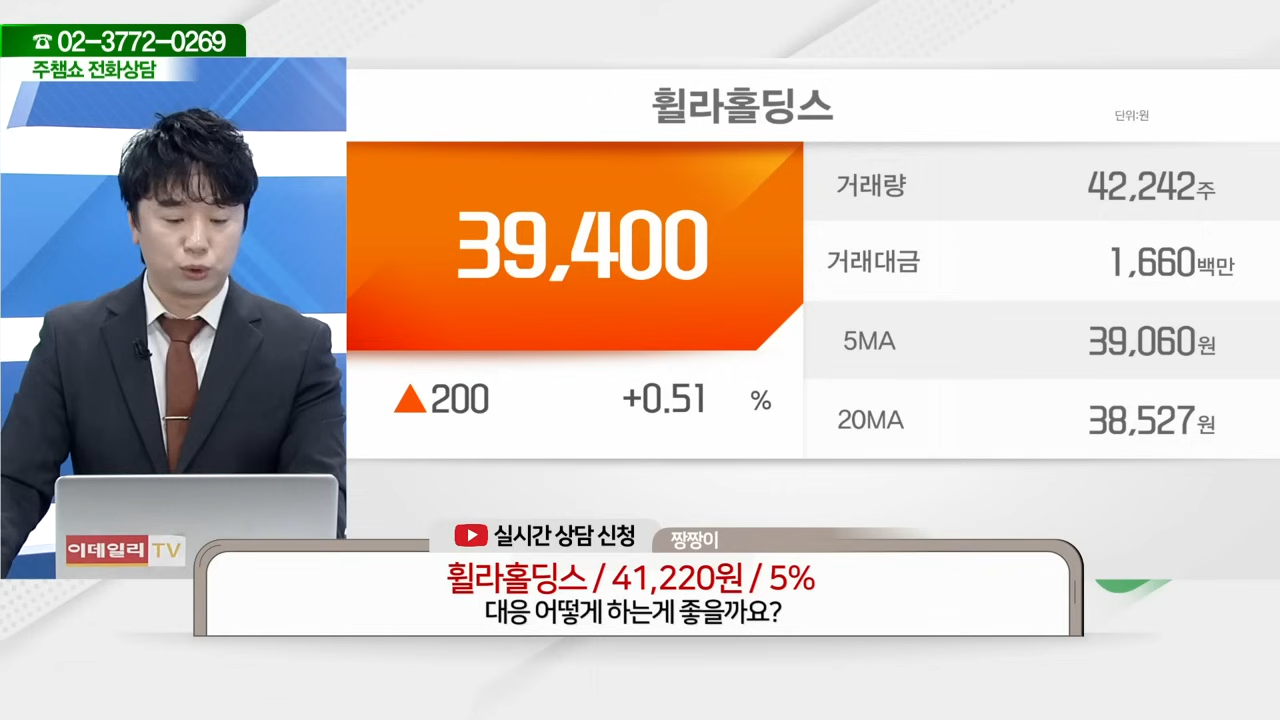 ☎ 02-3772-0269
주챔쇼 전화상담
휠라홀딩스
단위:원
39,400
▲200 +0.51 %
거래량 42,242주
거래대금 1,660백만
5MA 39,060원
20MA 38,527원
이데일리 TV
실시간 상담 신청 짱짱이
휠라홀딩스 / 41,220원 / 5%
대응 어떻게 하는게 좋을까요?